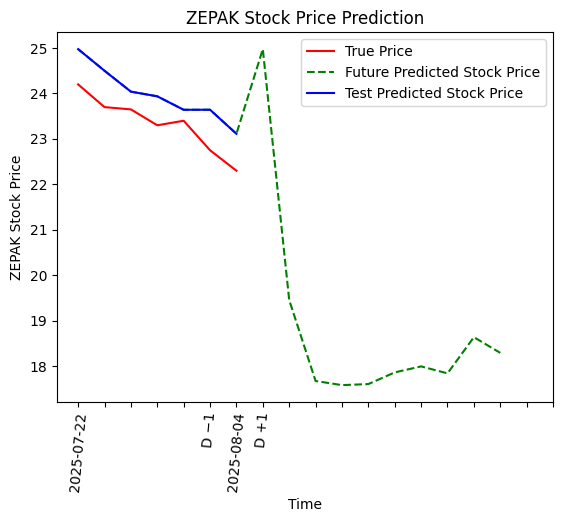 ZEPAK Stock Price Prediction
True Price
Future Predicted Stock Price
Test Predicted Stock Price
25
24
23
22
21
20
19
18
ZEPAK Stock Price
2025-07-22
D −1
2025-08-04
D +1
Time